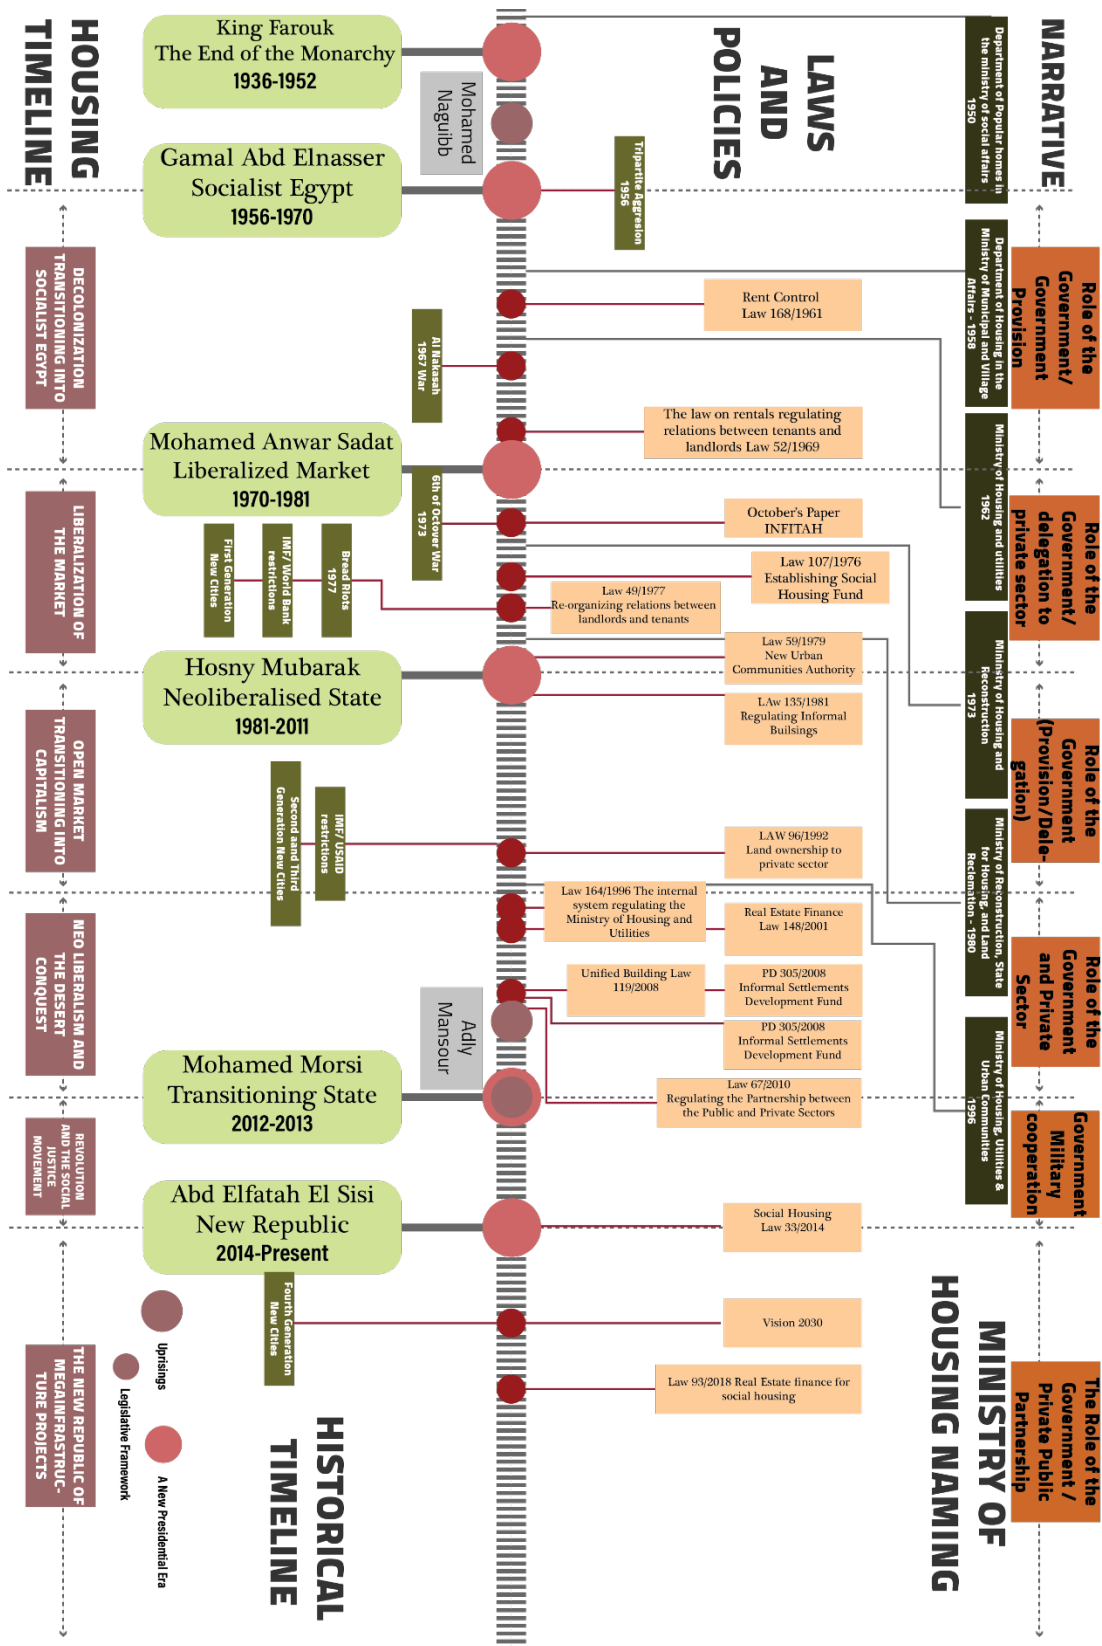 HOUSING
TIMELINE
King Farouk
The End of the Monarchy
1936-1952
Mohamed
Naguibb
Gamal Abd Elnasser
Socialist Egypt
1956-1970
LAWS
AND
POLICIES
Tripartite Aggresion
1956
NARRATIVE
Department of Popular homes in
the ministry of social affairs
1950
DECOLONIZATION
TRANSITIONING INTO
SOCIALIST EGYPT
Department of Housing in the
Ministry of Municipal and Village
Affairs - 1958
Role of the
Government/
Government
Provision
Rent Control
Law 168/1961
Al Nakasah
1967 War
The law on rentals regulating
relations between tenants and
landlords Law 52/1969
Mohamed Anwar Sadat
Liberalized Market
1970-1981
6th of Octover War
1973
Ministry of Housing and utilities
1962
LIBERALIZATION OF
THE MARKET
Role of the
Government/
delegation to
private sector
October's Paper
INFITAH
Bread Riots
1977
IMF/ World Bank
restrictions
First Generation
New Cities
Law 107/1976
Establishing Social
Housing Fund
Law 49/1977
Re-organizing relations between
landlords and tenants
Law 59/1979
New Urban
Communities Authority
Mininistry of Housing and
Reconstruction
1973
Hosny Mubarak
Neoliberalised State
1981-2011
LAw 135/1981
Regulating Informal
Builsings
OPEN MARKET
TRANSITIONING INTO
CAPITALISM
Role of the
Government
(Provision/Dele-
gation)
IMF/ USAID
restrictions
Second aand Third
Generation New Cities
LAW 96/1992
Land ownership to
private sector
Ministry of Reconstruction, State
for Housing, and Land
Reclamation - 1980
Law 164/1996 The internal
system regulating the
Ministry of Housing and
Utilities
Real Estate Finance
Law 148/2001
NEO LIBERALISM AND
THE DESERT
CONQUEST
Role of the
Government
and Private
Sector
Unified Building Law
119/2008
PD 305/2008
Informal Settlements
Development Fund
PD 305/2008
Informal Settlements
Development Fund
Adly
Mansour
Mohamed Morsi
Transitioning State
2012-2013
Law 67/2010
Regulating the Partnership between
the Public and Private Sectors
Ministry of Housing, Utilities &
Urban Communities
1996
REVOLUTION
AND THE SOCIAL
JUSTICE
MOVEMENT
Government
Military
cooperation
Abd Elfatah El Sisi
New Republic
2014-Present
Social Housing
Law 33/2014
Fourth Generation
New Cities
Vision 2030
Law 93/2018 Real Estate finance for
social housing
THE NEW REPUBLIC OF
MEGAINFRASTRUC-
TURE PROJECTS
The Role of the
Government /
Private Public
Partnership
MINISTRY OF
HOUSING NAMING
HISTORICAL
TIMELINE
Uprisings
Legislative Framework
A New Presidential Era